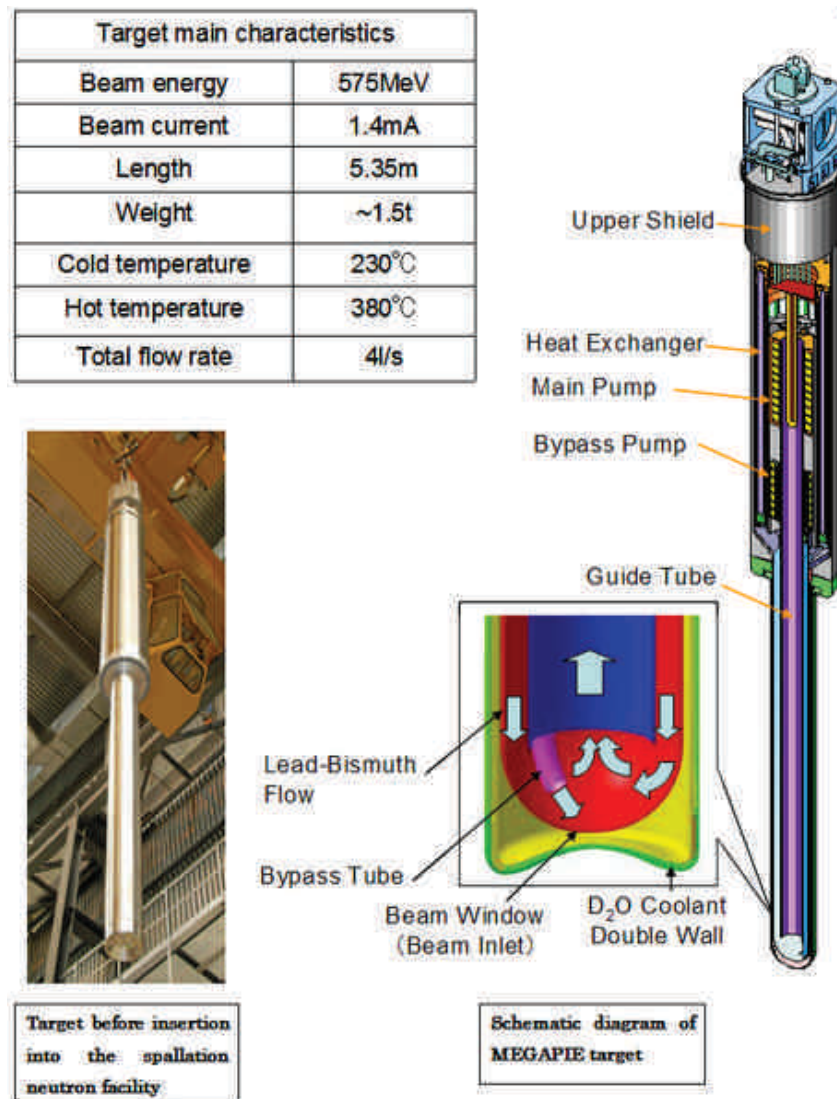 Target main characteristics
Beam energy 575MeV
Beam current 1.4mA
Length 5.35m
Weight ~1.5t
Cold temperature 230℃
Hot temperature 380℃
Total flow rate 4l/s
Upper Shield
Heat Exchanger
Main Pump
Bypass Pump
Guide Tube
Lead-Bismuth
Flow
Bypass Tube
Beam Window
(Beam Inlet)
D₂O Coolant
Double Wall
Target before insertion
into the spallation
neutron facility
Schematic diagram of
MEGAPIE target